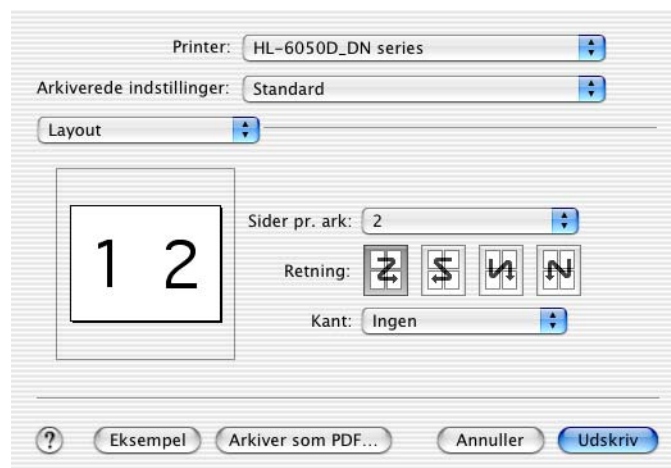 Printer: HL-6050D_DN series
Arkiverede indstillinger: Standard
Layout
1 2
Sider pr. ark: 2
Retning:
Kant: Ingen
? Eksempel Arkiver som PDF... Annuller Udskriv